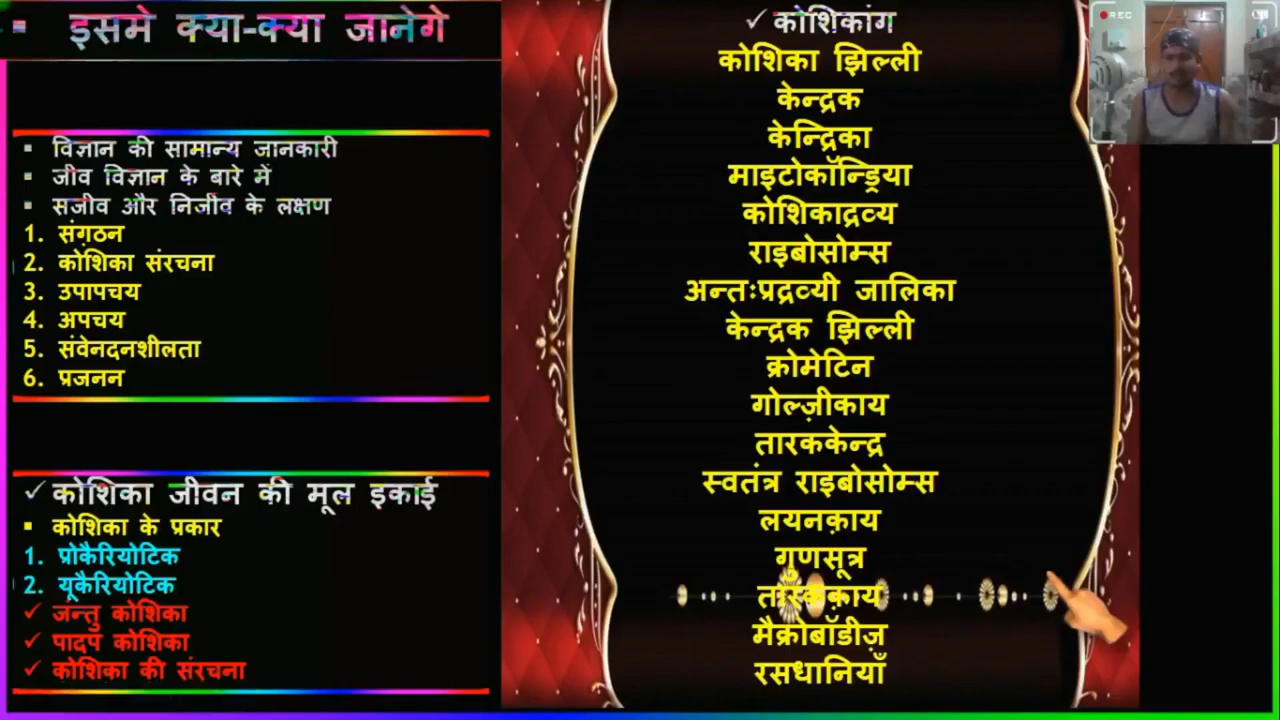 इसमे क्या-क्या जानेगे
विज्ञान की सामान्य जानकारी
जीव विज्ञान के बारे में
सजीव और निर्जीव के लक्षण
1. संगठन
2. कोशिका संरचना
3. उपापचय
4. अपचय
5. संवेनदनशीलता
6. प्रजनन
✓ कोशिका जीवन की मूल इकाई
कोशिका के प्रकार
1. प्रोकैरियोटिक
2. यूकैरियोटिक
✓ जन्तु कोशिका
✓ पादप कोशिका
✓ कोशिका की संरचना
✓ कोशिकांग
कोशिका झिल्ली
केन्द्रक
केन्द्रिका
माइटोकॉन्ड्रिया
कोशिकाद्रव्य
राइबोसोम्स
अन्तःप्रद्रव्यी जालिका
केन्द्रक झिल्ली
क्रोमेटिन
गोल्ज़ीकाय
तारककेन्द्र
स्वतंत्र राइबोसोम्स
लयनक़ाय
गुणसूत्र
तारकक़ाय
मैक्रोबॉडीज़
रसधानियाँ
REC